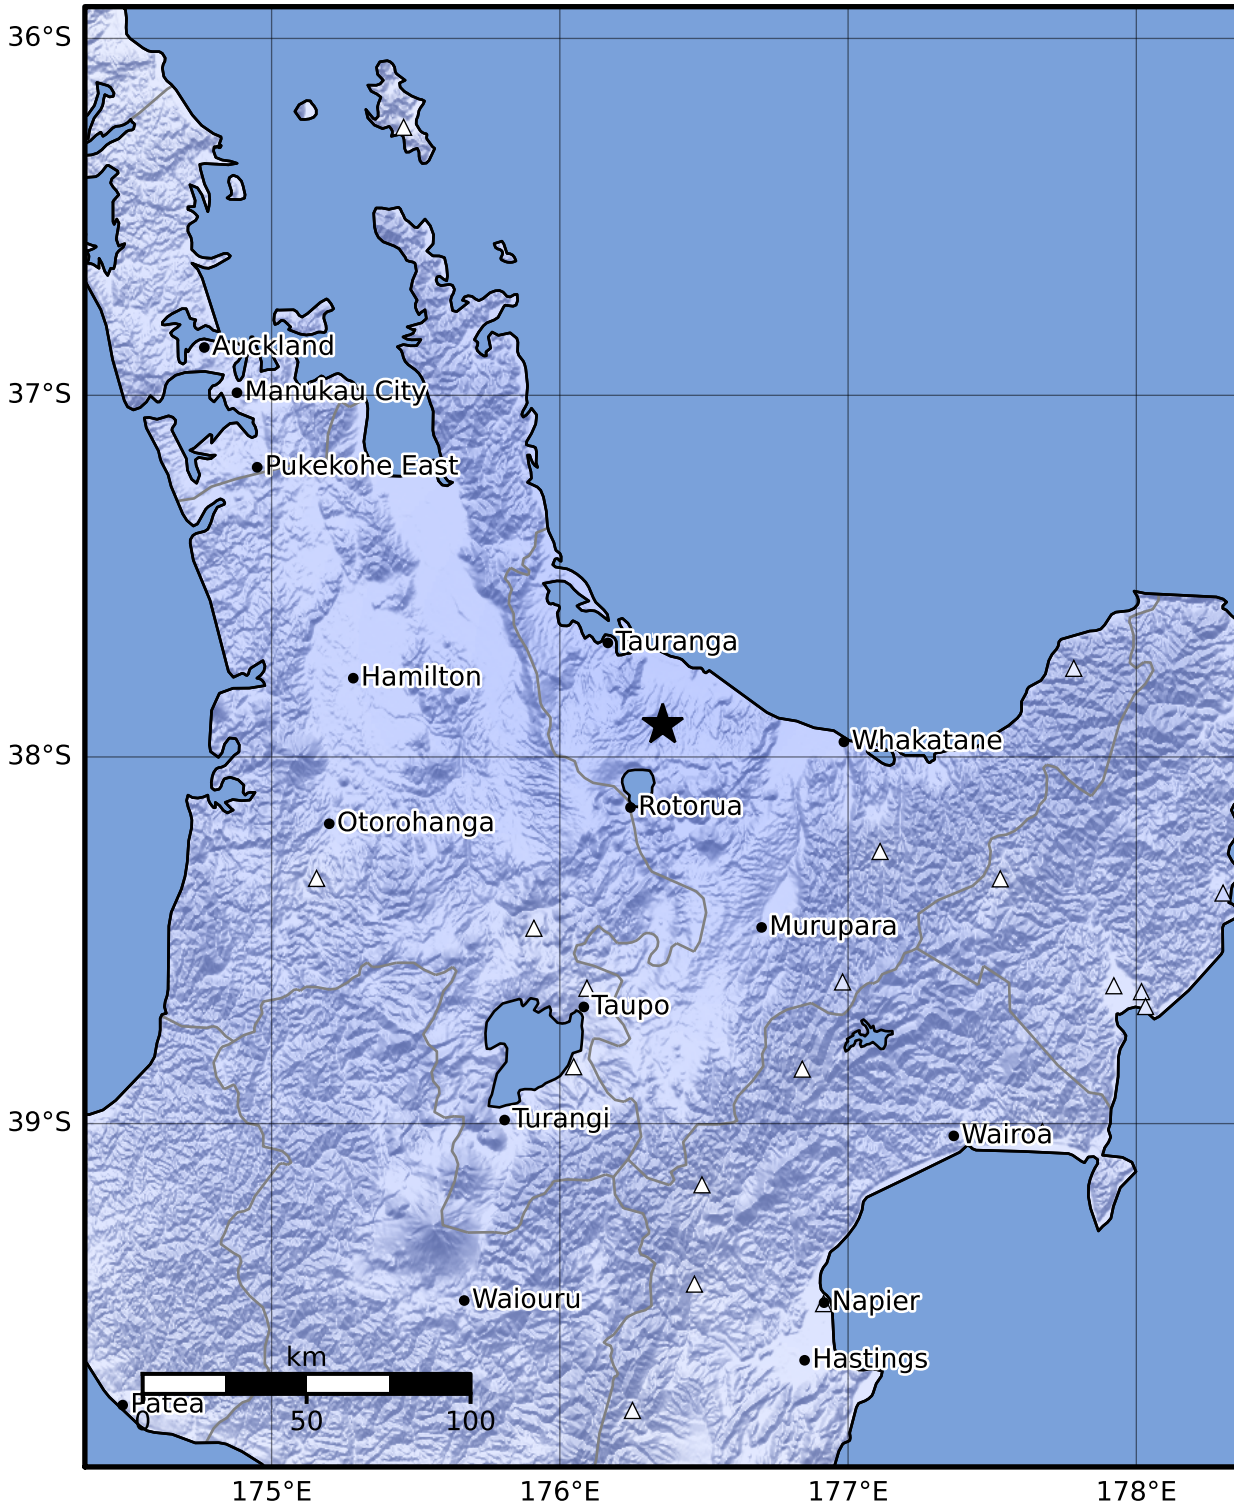 36°S
Auckland
37°S
Manukau City
Pukekohe East
Tauranga
Hamilton
38°S
Whakatane
Rotorua
Otorohanga
Murupara
Taupo
39°S
Turangi
Wairoa
Waiouru
Napier
km
Hastings
Patea
0 50 100
175°E 176°E 177°E 178°E